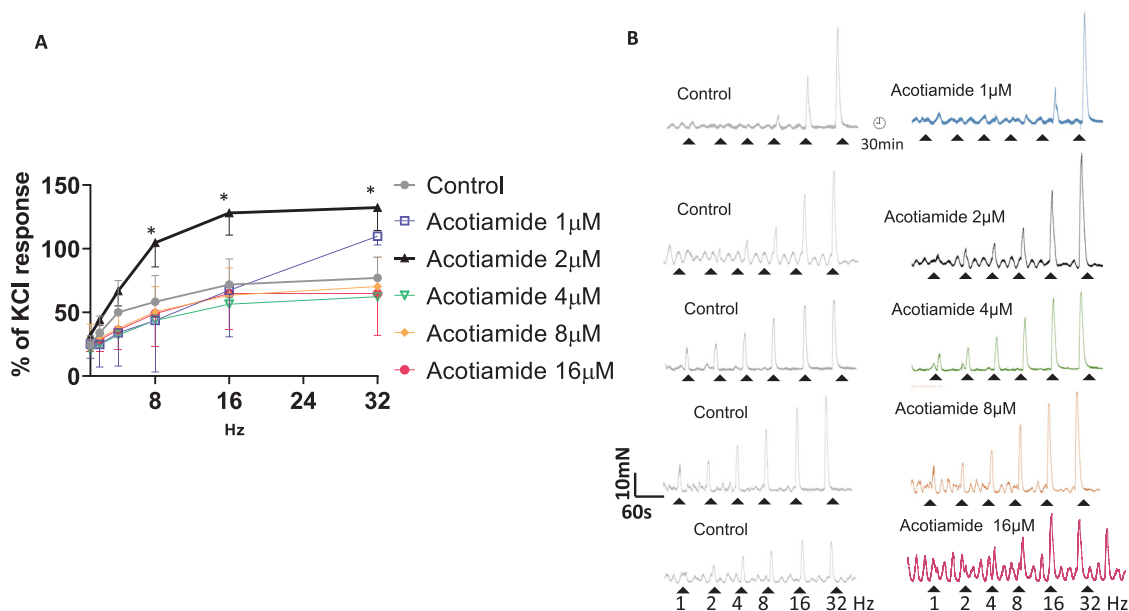 A
% of KCl response
150
100
50
0
8
16
24
32
Hz
*
*
*
Control
Acotiamide 1μM
Acotiamide 2μM
Acotiamide 4μM
Acotiamide 8μM
Acotiamide 16μM
B
Control
Acotiamide 1μM
30min
Control
Acotiamide 2μM
Control
Acotiamide 4μM
Control
Acotiamide 8μM
10mN
60s
Control
Acotiamide 16μM
1 2 4 8 16 32 Hz
1 2 4 8 16 32 Hz